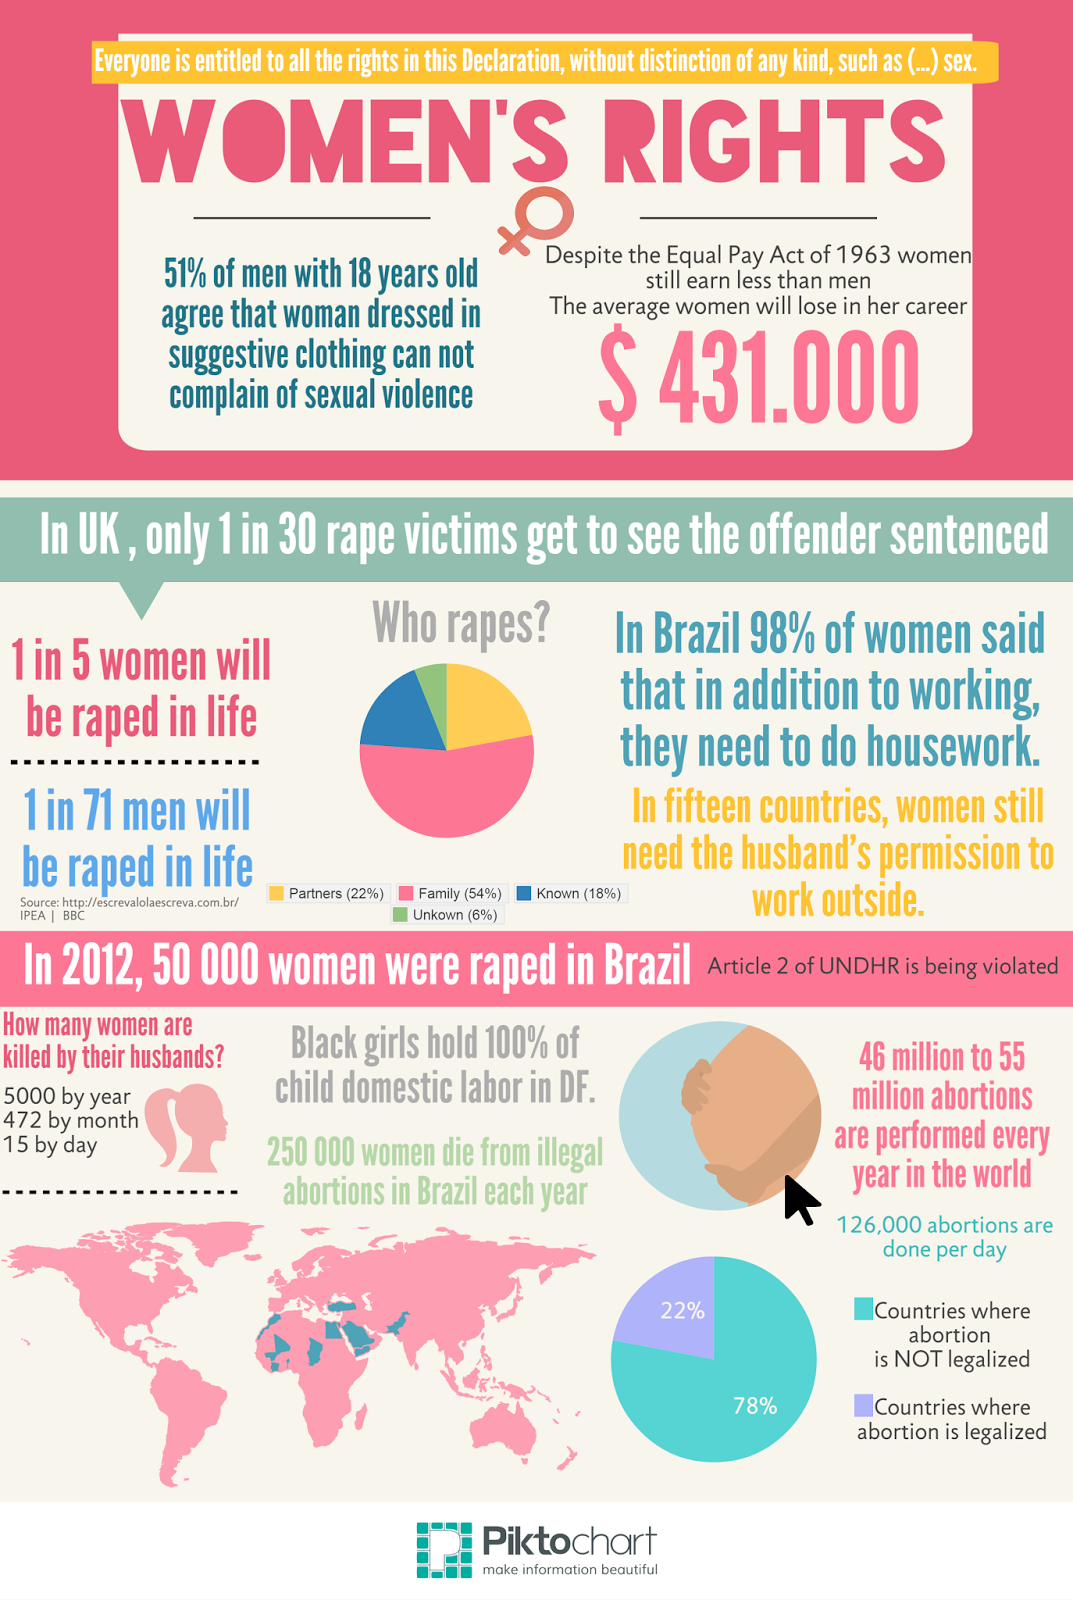 Everyone is entitled to all the rights in this Declaration, without distinction of any kind, such as (...) sex.
WOMEN'S RIGHTS
51% of men with 18 years old
agree that woman dressed in
suggestive clothing can not
complain of sexual violence
Despite the Equal Pay Act of 1963 women
still earn less than men
The average women will lose in her career
$ 431.000
In UK , only 1 in 30 rape victims get to see the offender sentenced
1 in 5 women will
be raped in life
1 in 71 men will
be raped in life
Source: http://escrevalolaescreva.com.br/
IPEA | BBC
Who rapes?
Partners (22%)
Family (54%)
Known (18%)
Unkown (6%)
In Brazil 98% of women said
that in addition to working,
they need to do housework.
In fifteen countries, women still
need the husband's permission to
work outside.
In 2012, 50 000 women were raped in Brazil
Article 2 of UNDHR is being violated
How many women are
killed by their husbands?
5000 by year
472 by month
15 by day
Black girls hold 100% of
child domestic labor in DF.
250 000 women die from illegal
abortions in Brazil each year
46 million to 55
million abortions
are performed every
year in the world
126,000 abortions are
done per day
22%
78%
Countries where
abortion
is NOT legalized
Countries where
abortion is legalized
P
Piktochart
make information beautiful